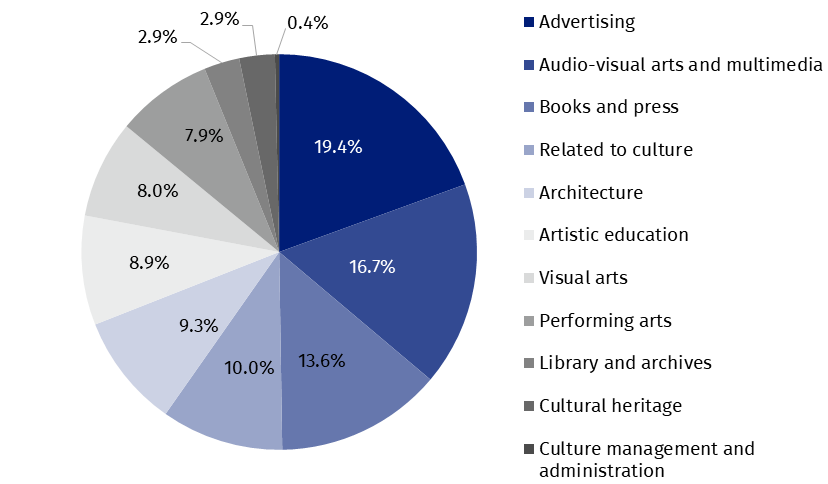 2.9%
2.9%
0.4%
19.4%
16.7%
13.6%
10.0%
9.3%
8.9%
8.0%
7.9%
Advertising
Audio-visual arts and multimedia
Books and press
Related to culture
Architecture
Artistic education
Visual arts
Performing arts
Library and archives
Cultural heritage
Culture management and
administration